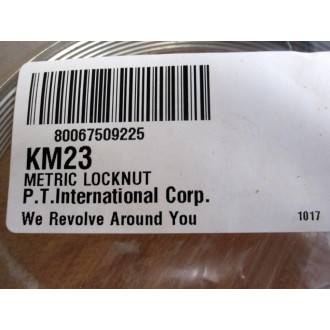 80067509225
KM23
METRIC LOCKNUT
P.T.International Corp.
We Revolve Around You 1017